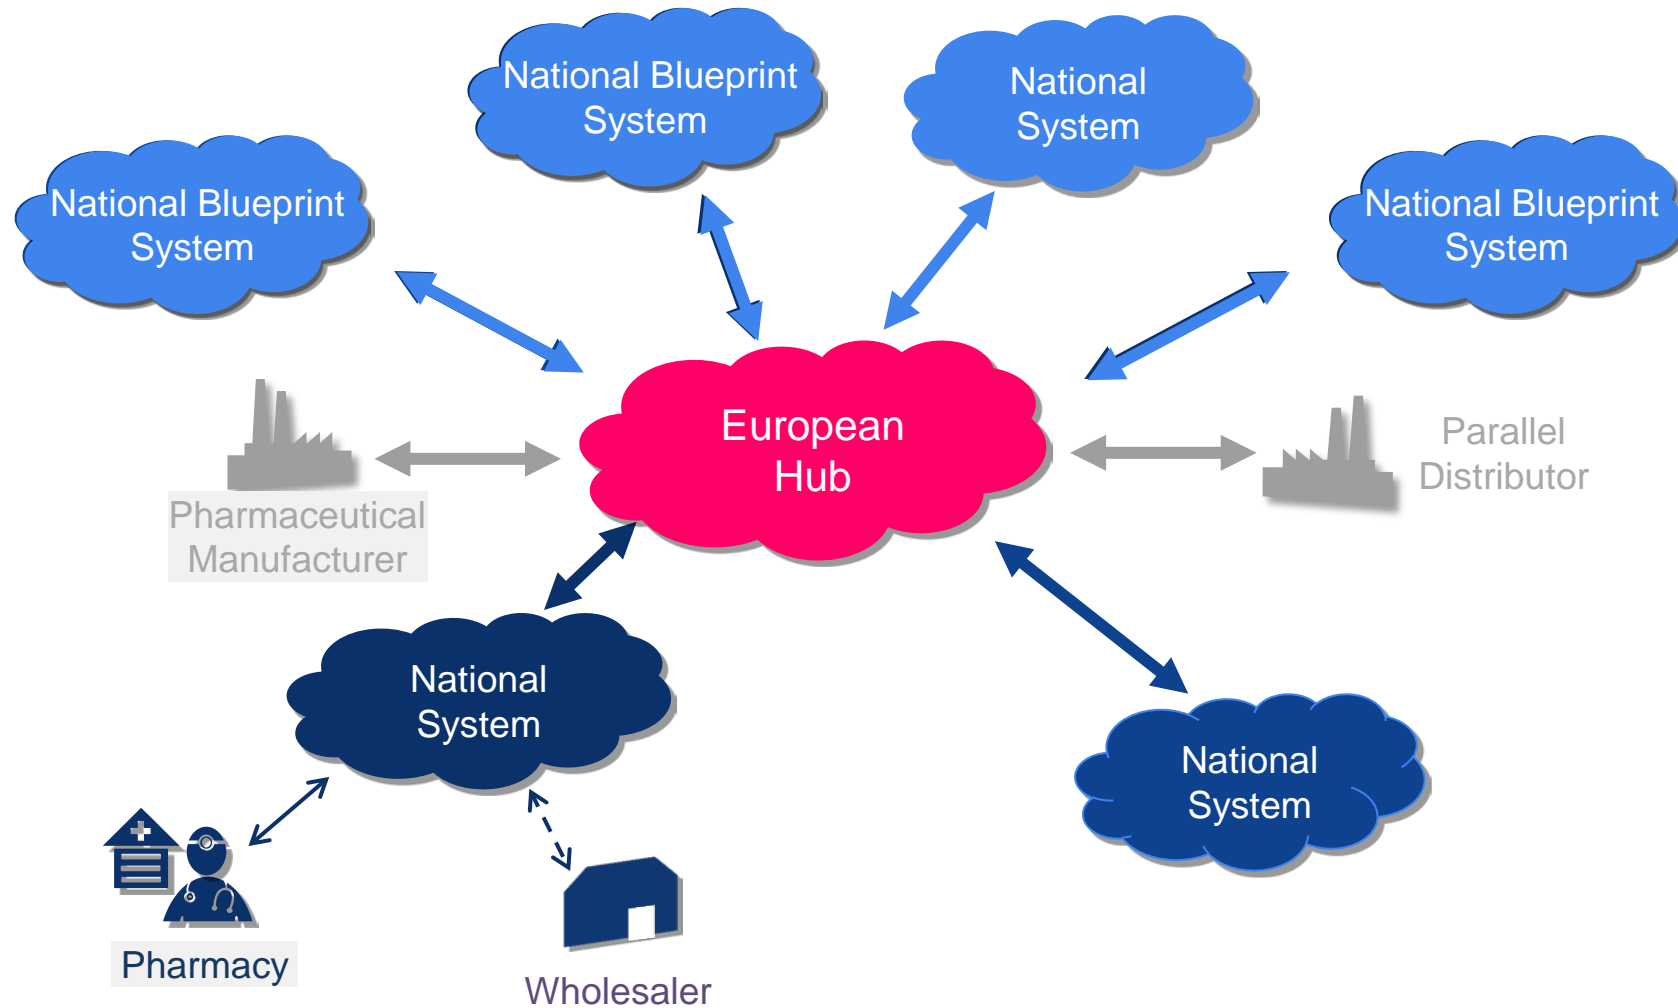 National Blueprint
System
National
System
National Blueprint
System
National Blueprint
System
European
Hub
Parallel
Distributor
Pharmaceutical
Manufacturer
National
System
National
System
Pharmacy
Wholesaler